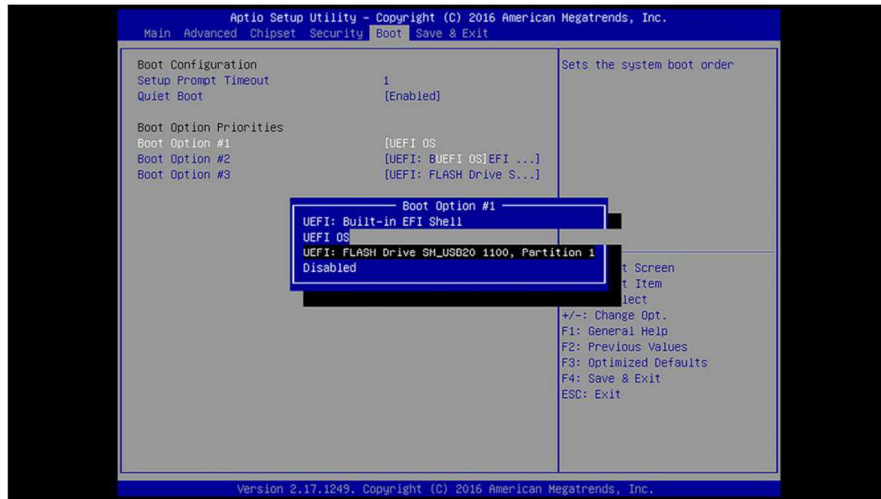 Aptio Setup Utility – Copyright (C) 2016 American Megatrends, Inc.
Main Advanced Chipset Security Boot Save & Exit
Boot Configuration
Setup Prompt Timeout 1
Quiet Boot [Enabled]
Boot Option Priorities
Boot Option #1 [UEFI OS
Boot Option #2 [UEFI: BUEFI OS]EFI ...]
Boot Option #3 [UEFI: FLASH Drive S...]
Sets the system boot order
Boot Option #1
UEFI: Built-in EFI Shell
UEFI OS
UEFI: FLASH Drive SM_USB20 1100, Partition 1
Disabled
t Screen
t Item
lect
+/-: Change Opt.
F1: General Help
F2: Previous Values
F3: Optimized Defaults
F4: Save & Exit
ESC: Exit
Version 2.17.1249. Copyright (C) 2016 American Megatrends, Inc.